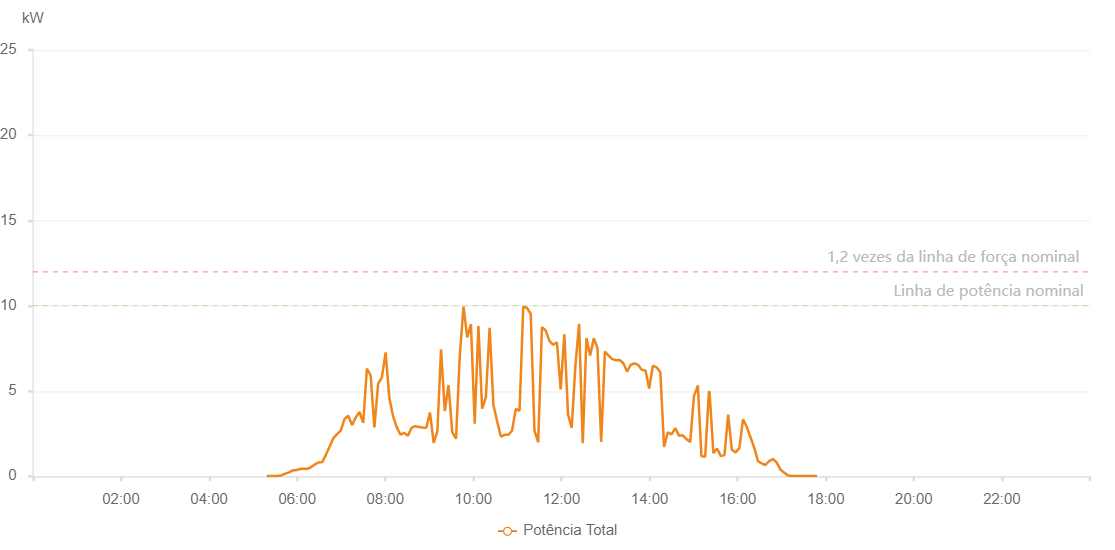 kW
25
20
15
1,2 vezes da linha de força nominal
Linha de potência nominal
10
5
0
02:00 04:00 06:00 08:00 10:00 12:00 14:00 16:00 18:00 20:00 22:00
Potência Total